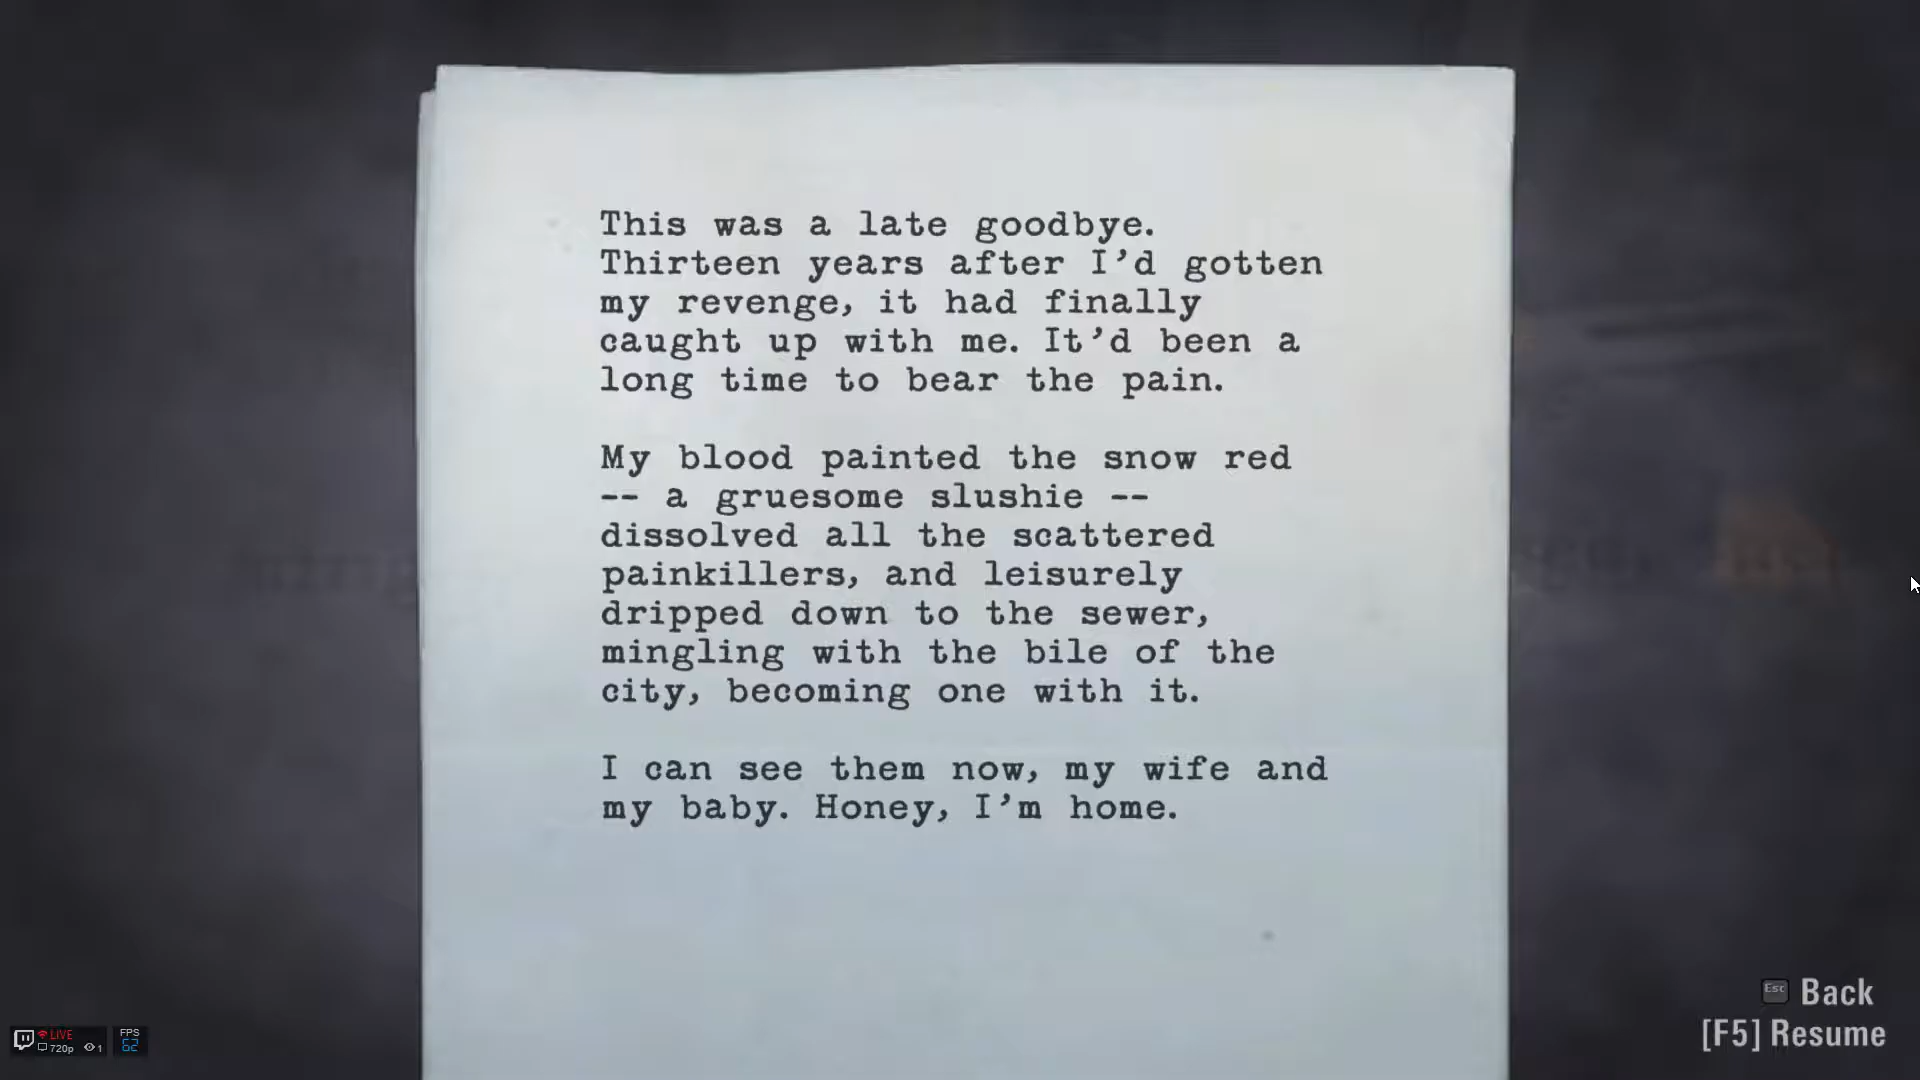 This was a late goodbye.
Thirteen years after I’d gotten
my revenge, it had finally
caught up with me. It’d been a
long time to bear the pain.
My blood painted the snow red
-- a gruesome slushie --
dissolved all the scattered
painkillers, and leisurely
dripped down to the sewer,
mingling with the bile of the
city, becoming one with it.
I can see them now, my wife and
my baby. Honey, I’m home.
Esc Back
[F5] Resume
LIVE
720p 1
FPS
62